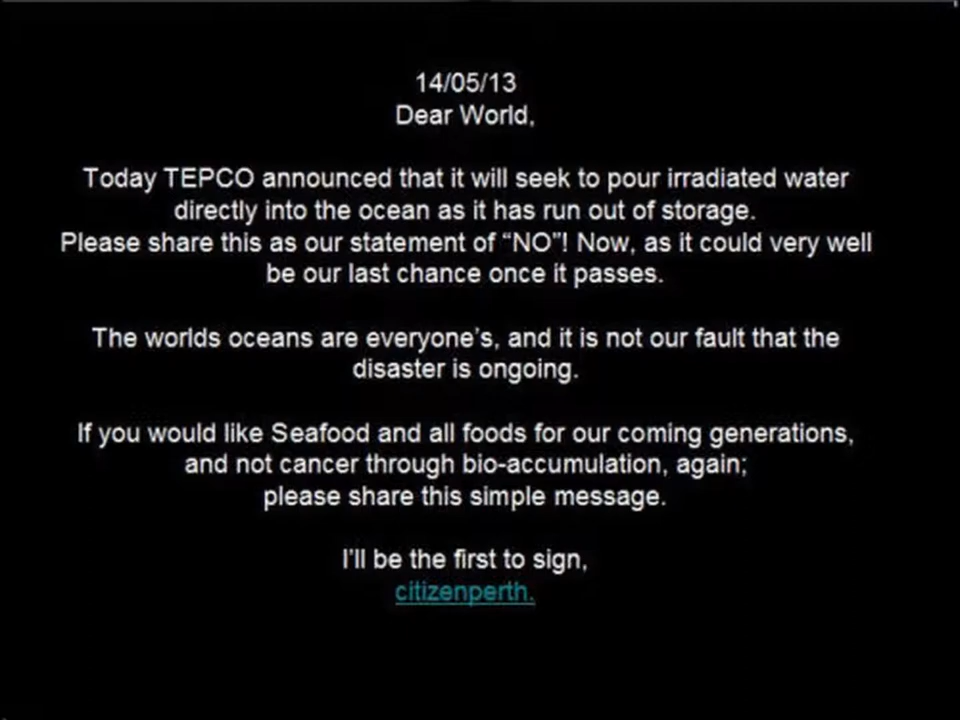 14/05/13
Dear World,
Today TEPCO announced that it will seek to pour irradiated water
directly into the ocean as it has run out of storage.
Please share this as our statement of “NO”! Now, as it could very well
be our last chance once it passes.
The worlds oceans are everyone’s, and it is not our fault that the
disaster is ongoing.
If you would like Seafood and all foods for our coming generations,
and not cancer through bio-accumulation, again;
please share this simple message.
I’ll be the first to sign,
citizenperth.